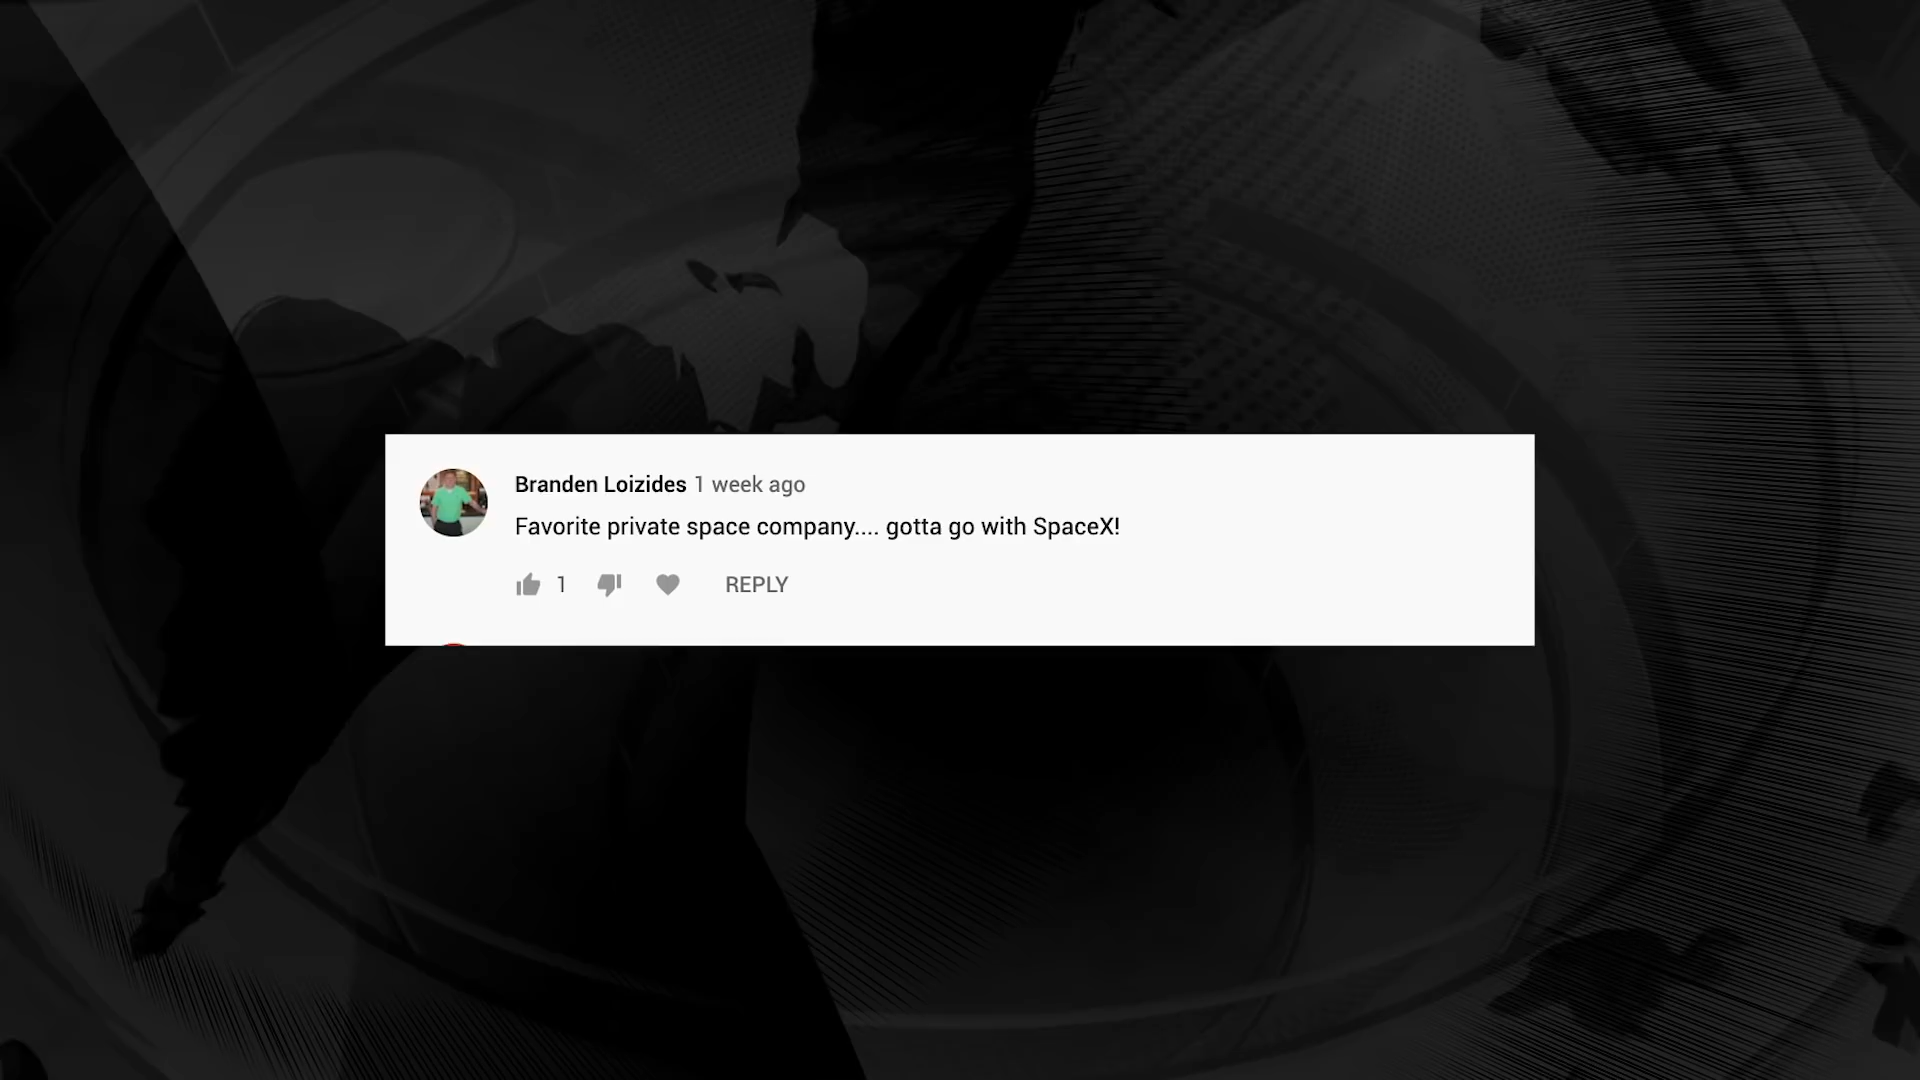 Branden Loizides 1 week ago
Favorite private space company.... gotta go with SpaceX!
1 REPLY